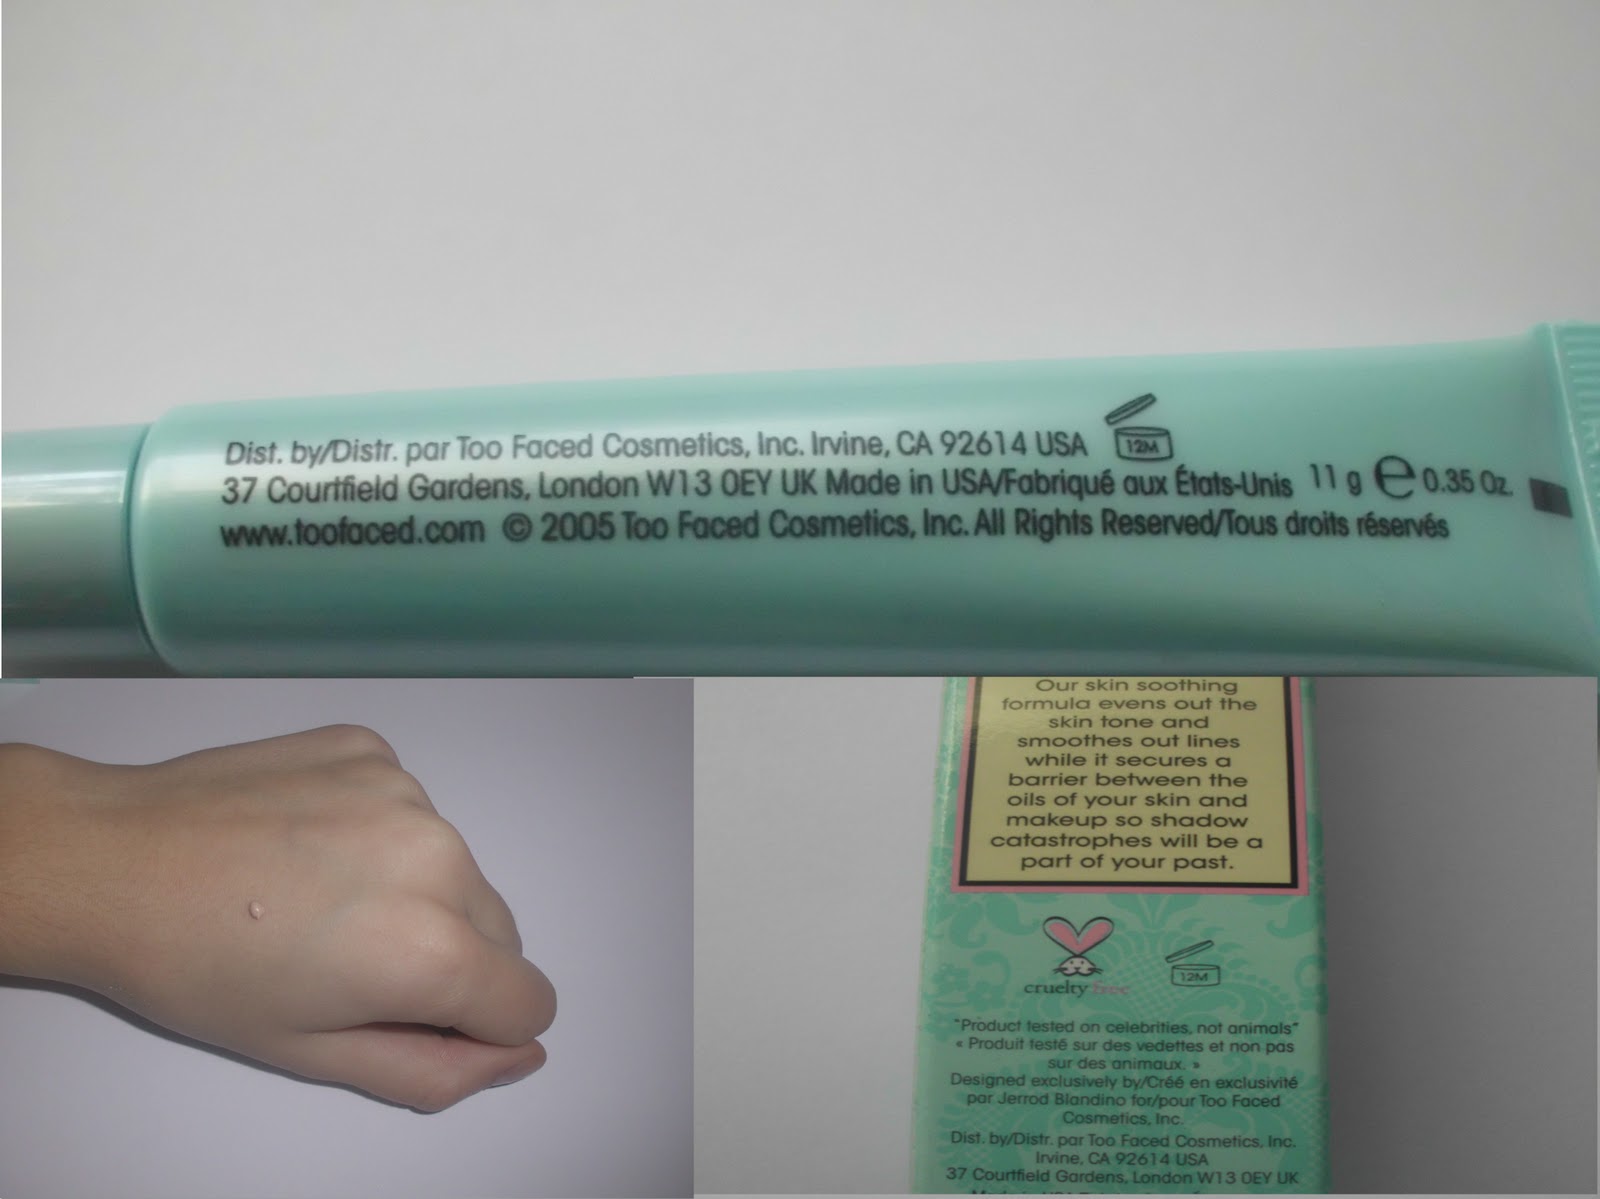 Dist. by/Distr. par Too Faced Cosmetics, Inc. Irvine, CA 92614 USA 12M
37 Courtfield Gardens, London W13 0EY UK Made in USA/Fabriqué aux États-Unis 11 g e 0.35 Oz.
www.toofaced.com © 2005 Too Faced Cosmetics, Inc. All Rights Reserved/Tous droits réservés
Our skin soothing
formula evens out the
skin tone and
smoothes out lines
while it secures a
barrier between the
oils of your skin and
makeup so shadow
catastrophes will be a
part of your past.
cruelty free
12M
"Product tested on celebrities, not animals"
« Produit testé sur des vedettes et non pas
sur des animaux. »
Designed exclusively by/Créé en exclusivité
par Jerrod Blandino for/pour Too Faced
Cosmetics, Inc.
Dist. by/Distr. par Too Faced Cosmetics, Inc.
Irvine, CA 92614 USA
37 Courtfield Gardens, London W13 0EY UK